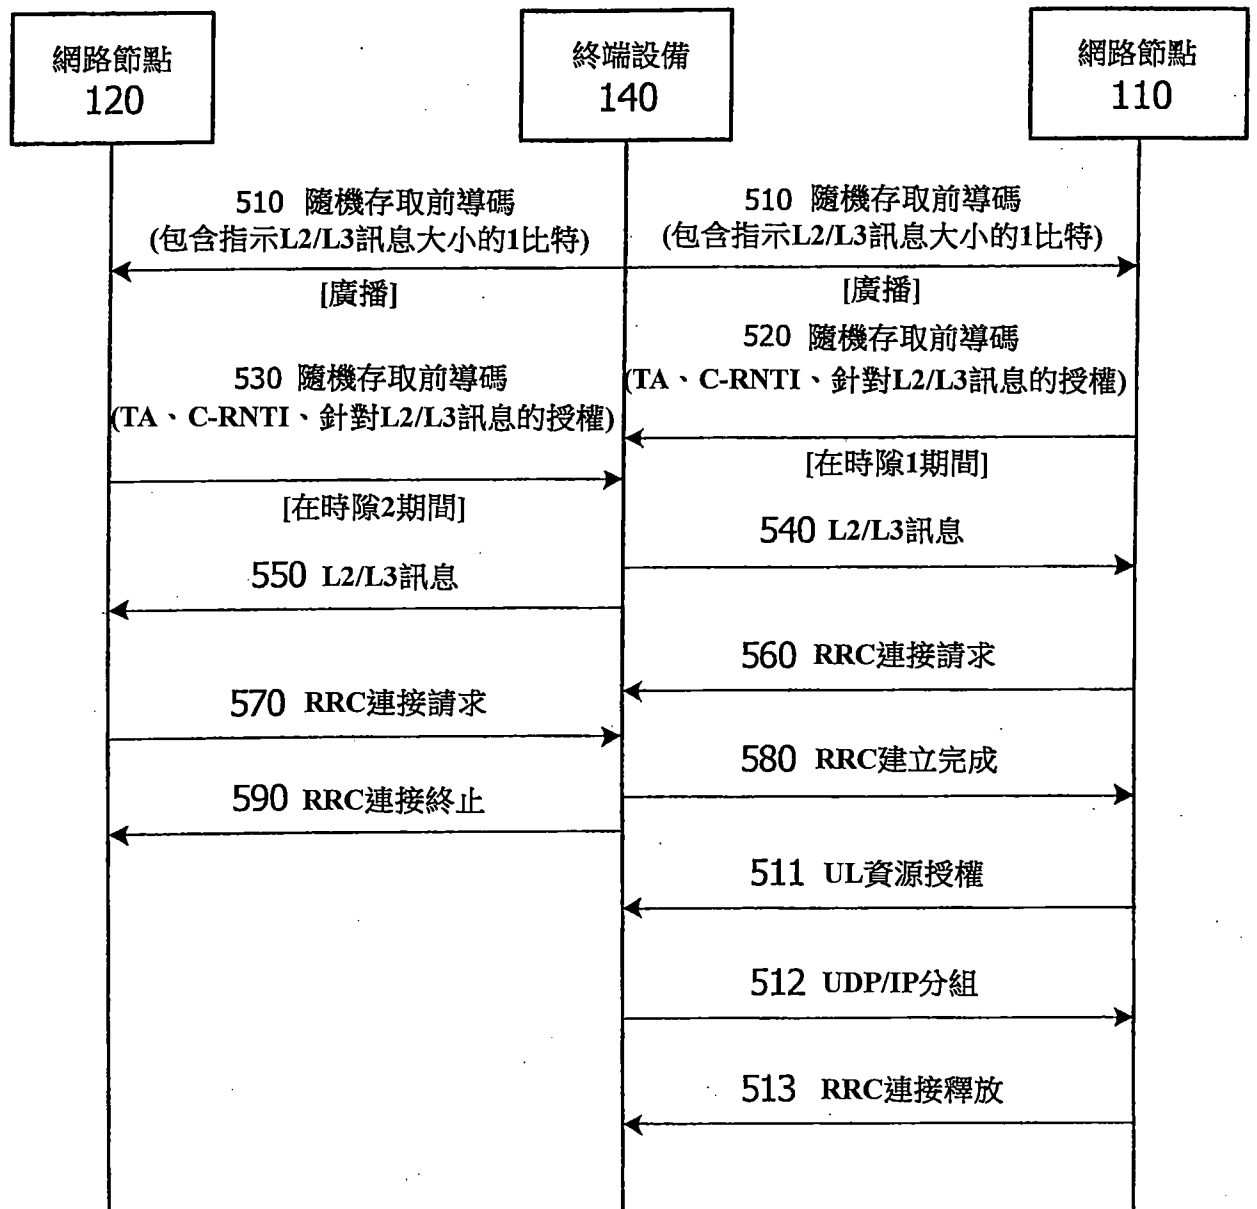 網路節點
120
終端設備
140
網路節點
110
510 隨機存取前導碼
(包含指示L2/L3訊息大小的1比特)
[廣播]
510 隨機存取前導碼
(包含指示L2/L3訊息大小的1比特)
[廣播]
520 隨機存取前導碼
(TA、C-RNTI、針對L2/L3訊息的授權)
[在時隙1期間]
530 隨機存取前導碼
(TA、C-RNTI、針對L2/L3訊息的授權)
[在時隙2期間]
540 L2/L3訊息
550 L2/L3訊息
560 RRC連接請求
570 RRC連接請求
580 RRC建立完成
590 RRC連接終止
511 UL資源授權
512 UDP/IP分組
513 RRC連接釋放